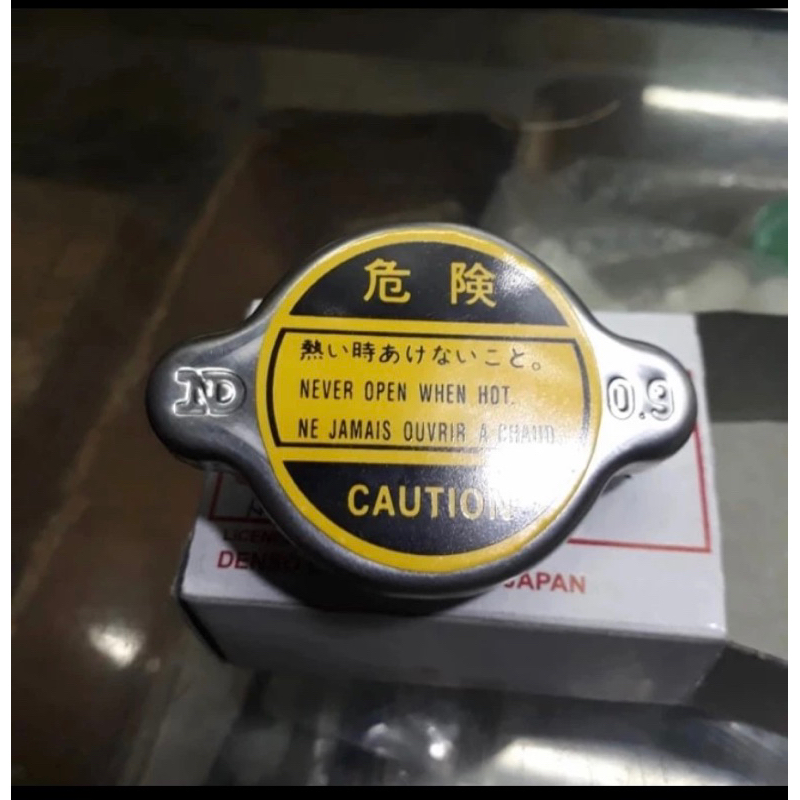 危険
熱い時あけないこと。
NEVER OPEN WHEN HOT.
NE JAMAIS OUVRIR A CHAUD
CAUTION
ND
0.9
DENSO
JAPAN